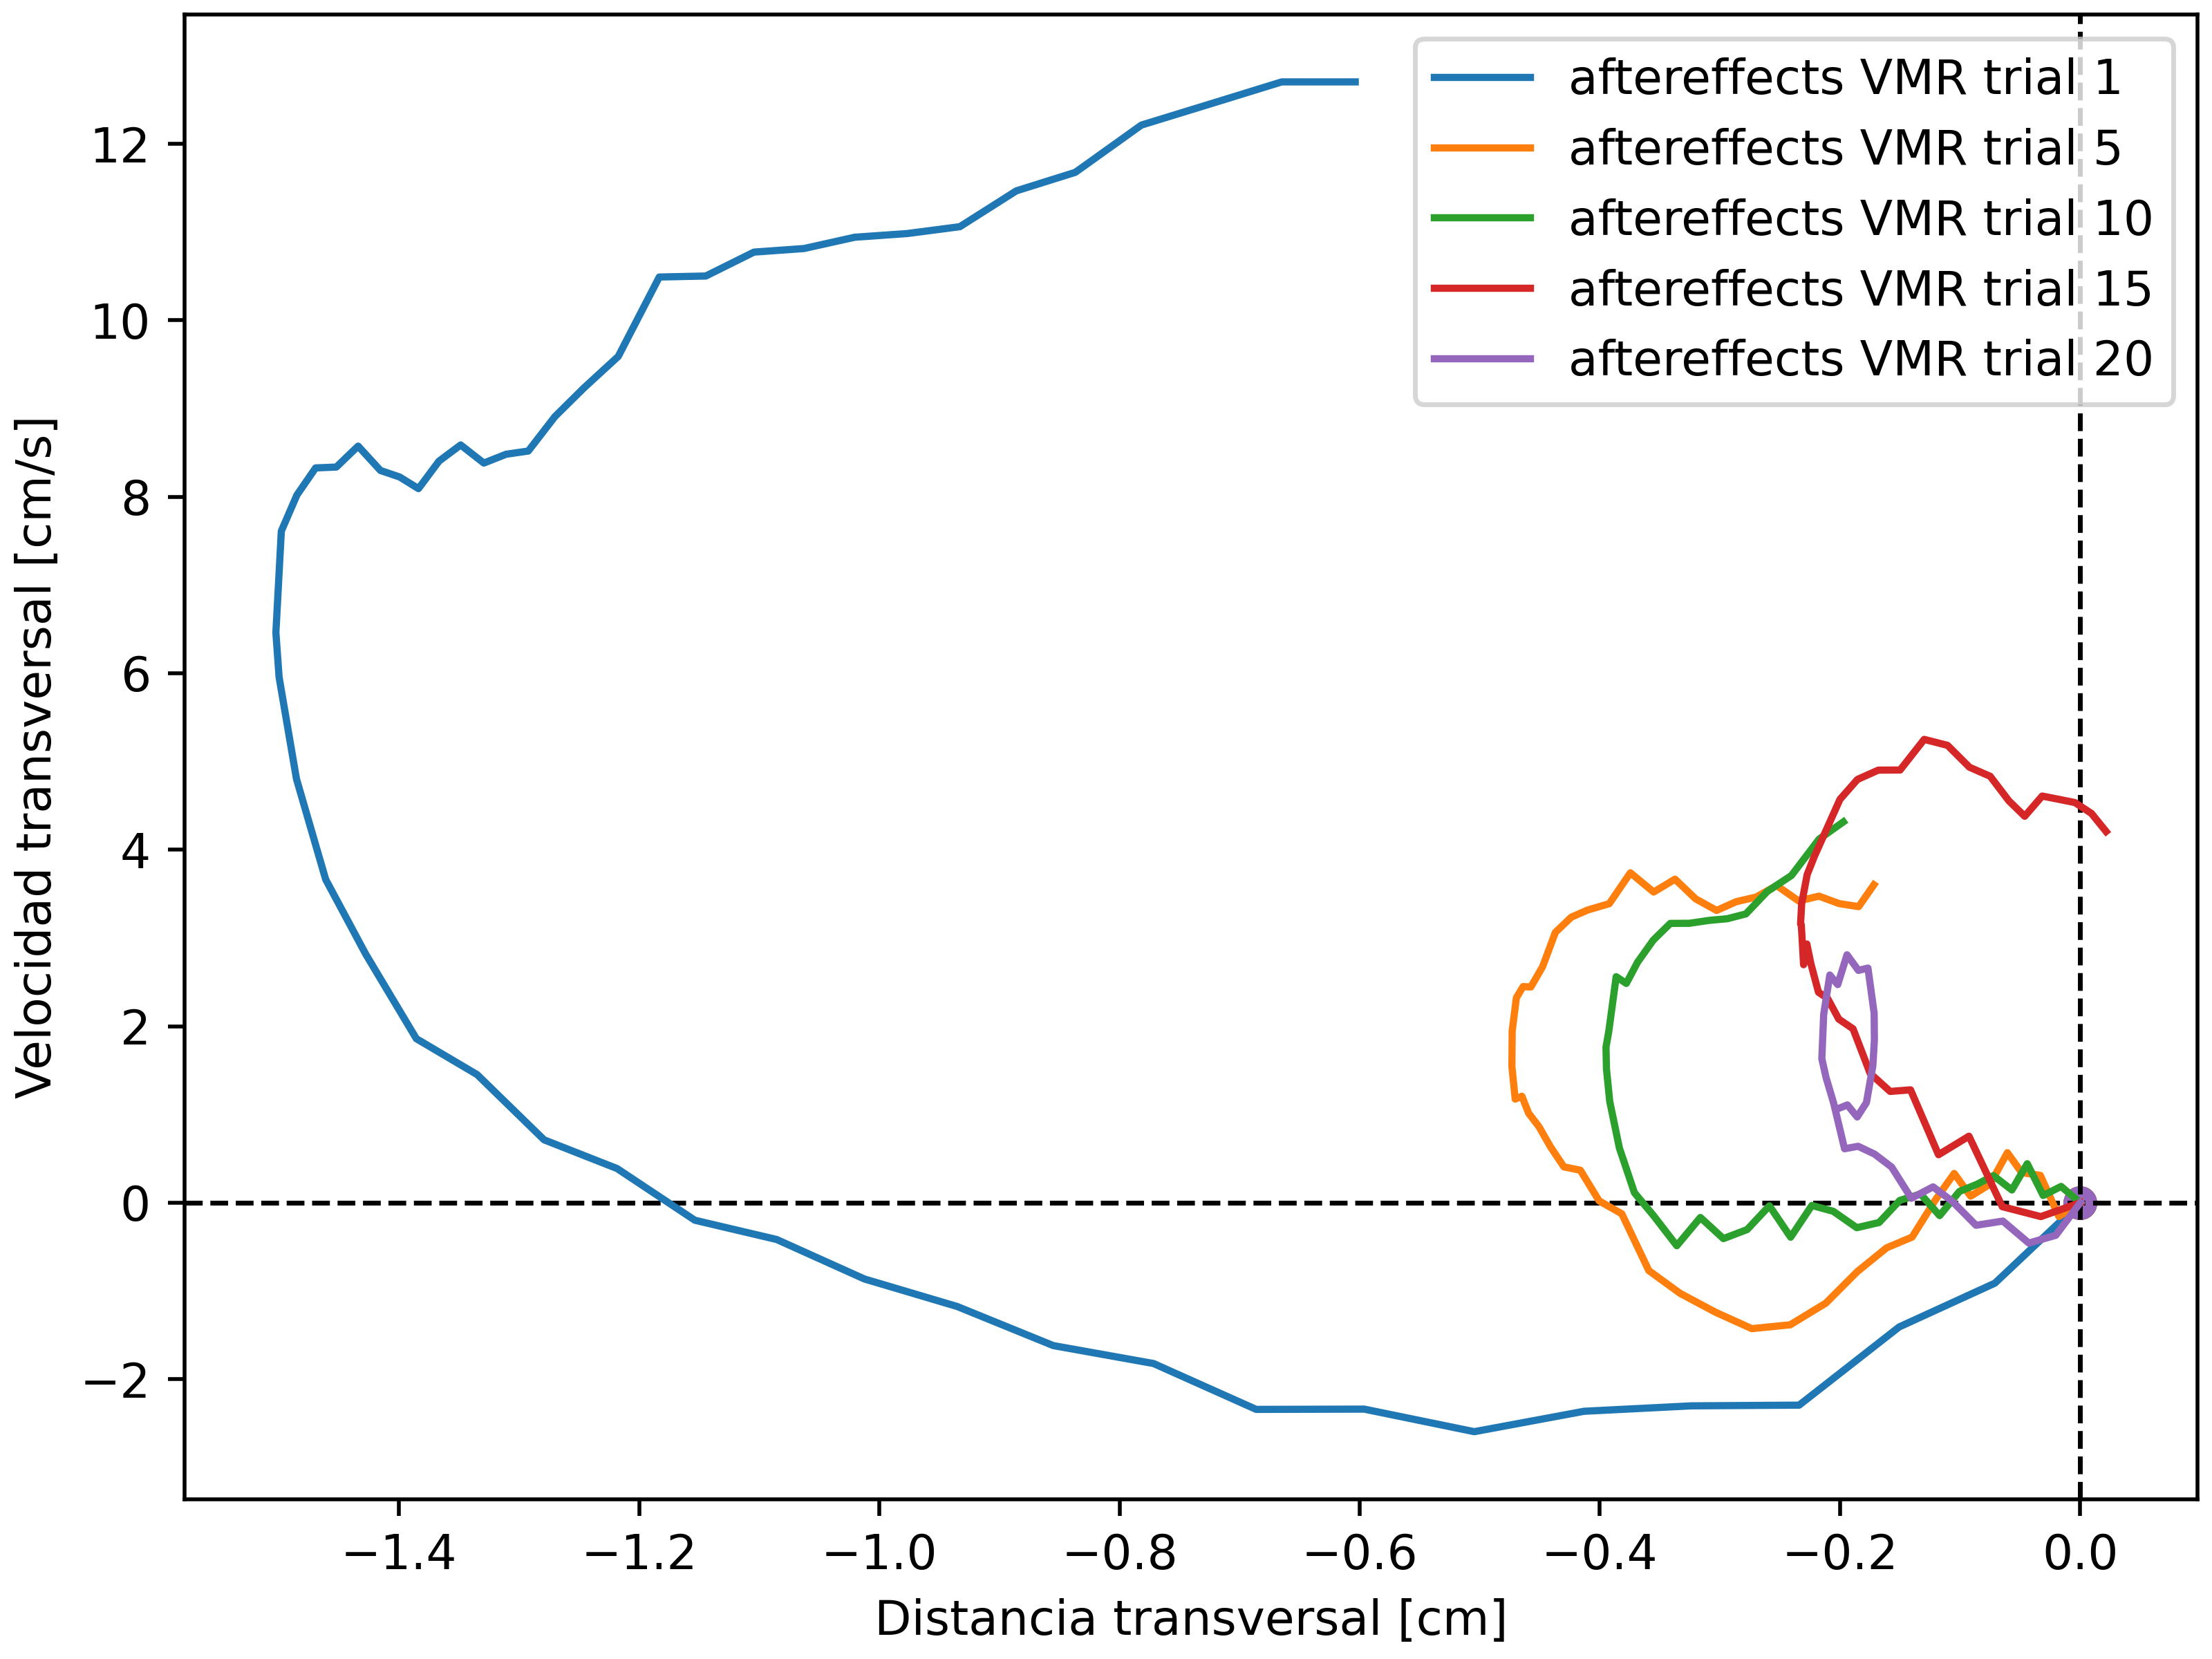 aftereffects VMR trial 1
aftereffects VMR trial 5
aftereffects VMR trial 10
aftereffects VMR trial 15
aftereffects VMR trial 20
Velocidad transversal [cm/s]
12
10
8
6
4
2
0
−2
−1.4 −1.2 −1.0 −0.8 −0.6 −0.4 −0.2 0.0
Distancia transversal [cm]